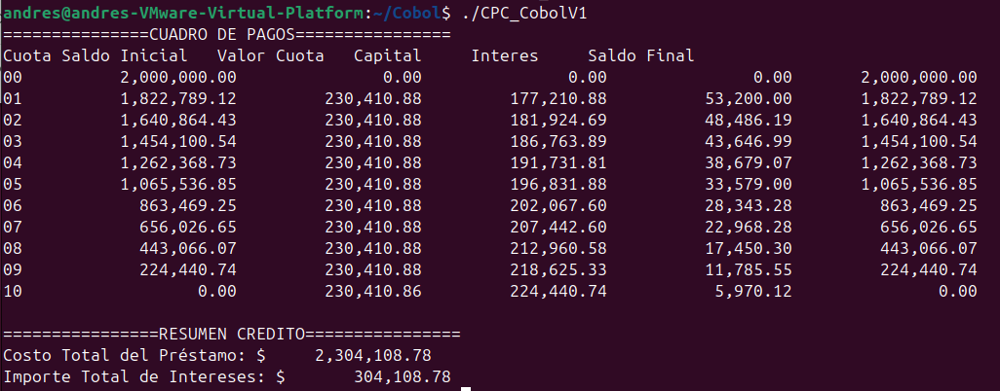 andres@andres-VMware-Virtual-Platform:~/Cobol$ ./CPC_CobolV1
===============CUADRO DE PAGOS================
Cuota Saldo Inicial   Valor Cuota   Capital     Interes     Saldo Final
00          2,000,000.00               0.00               0.00               0.00       2,000,000.00
01          1,822,789.12         230,410.88         177,210.88          53,200.00       1,822,789.12
02          1,640,864.43         230,410.88         181,924.69          48,486.19       1,640,864.43
03          1,454,100.54         230,410.88         186,763.89          43,646.99       1,454,100.54
04          1,262,368.73         230,410.88         191,731.81          38,679.07       1,262,368.73
05          1,065,536.85         230,410.88         196,831.88          33,579.00       1,065,536.85
06            863,469.25         230,410.88         202,067.60          28,343.28         863,469.25
07            656,026.65         230,410.88         207,442.60          22,968.28         656,026.65
08            443,066.07         230,410.88         212,960.58          17,450.30         443,066.07
09            224,440.74         230,410.88         218,625.33          11,785.55         224,440.74
10                  0.00         230,410.86         224,440.74           5,970.12               0.00
================RESUMEN CREDITO================
Costo Total del Préstamo: $     2,304,108.78
Importe Total de Intereses: $       304,108.78